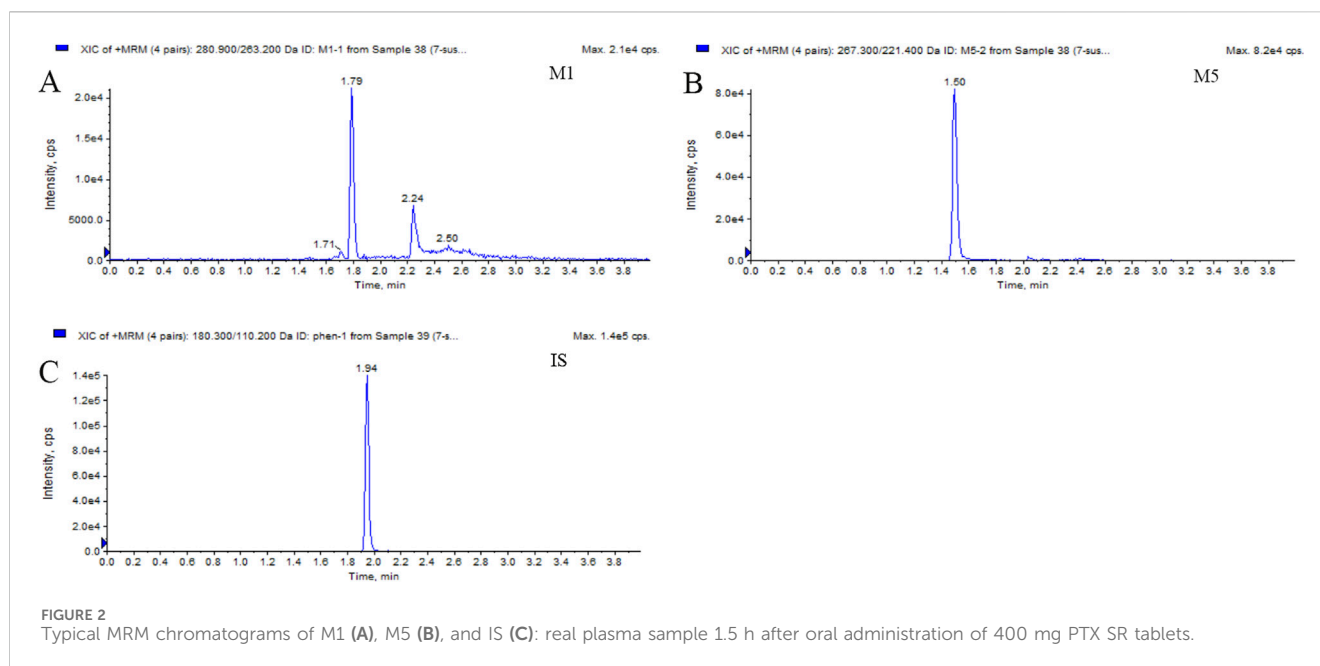 XIC of +MRM (4 pairs): 280.900/263.200 Da ID: M1-1 from Sample 38 (7-sus...
Max. 2.1e4 cps.
A
M1
Intensity, cps
2.0e4
1.5e4
1.0e4
5000.0
0.0
1.79
2.24
1.71
2.50
0.0 0.2 0.4 0.6 0.8 1.0 1.2 1.4 1.6 1.8 2.0 2.2 2.4 2.6 2.8 3.0 3.2 3.4 3.6 3.8
Time, min
XIC of +MRM (4 pairs): 267.300/221.400 Da ID: M5-2 from Sample 38 (7-sus...
Max. 8.2e4 cps.
B
M5
Intensity, cps
8.0e4
6.0e4
4.0e4
2.0e4
0.0
1.50
0.0 0.2 0.4 0.6 0.8 1.0 1.2 1.4 1.6 1.8 2.0 2.2 2.4 2.6 2.8 3.0 3.2 3.4 3.6 3.8
Time, min
XIC of +MRM (4 pairs): 180.300/110.200 Da ID: phen-1 from Sample 39 (7-s...
Max. 1.4e5 cps.
C
IS
Intensity, cps
1.4e5
1.2e5
1.0e5
8.0e4
6.0e4
4.0e4
2.0e4
0.0
1.94
0.0 0.2 0.4 0.6 0.8 1.0 1.2 1.4 1.6 1.8 2.0 2.2 2.4 2.6 2.8 3.0 3.2 3.4 3.6 3.8
Time, min
FIGURE 2
Typical MRM chromatograms of M1 (A), M5 (B), and IS (C): real plasma sample 1.5 h after oral administration of 400 mg PTX SR tablets.